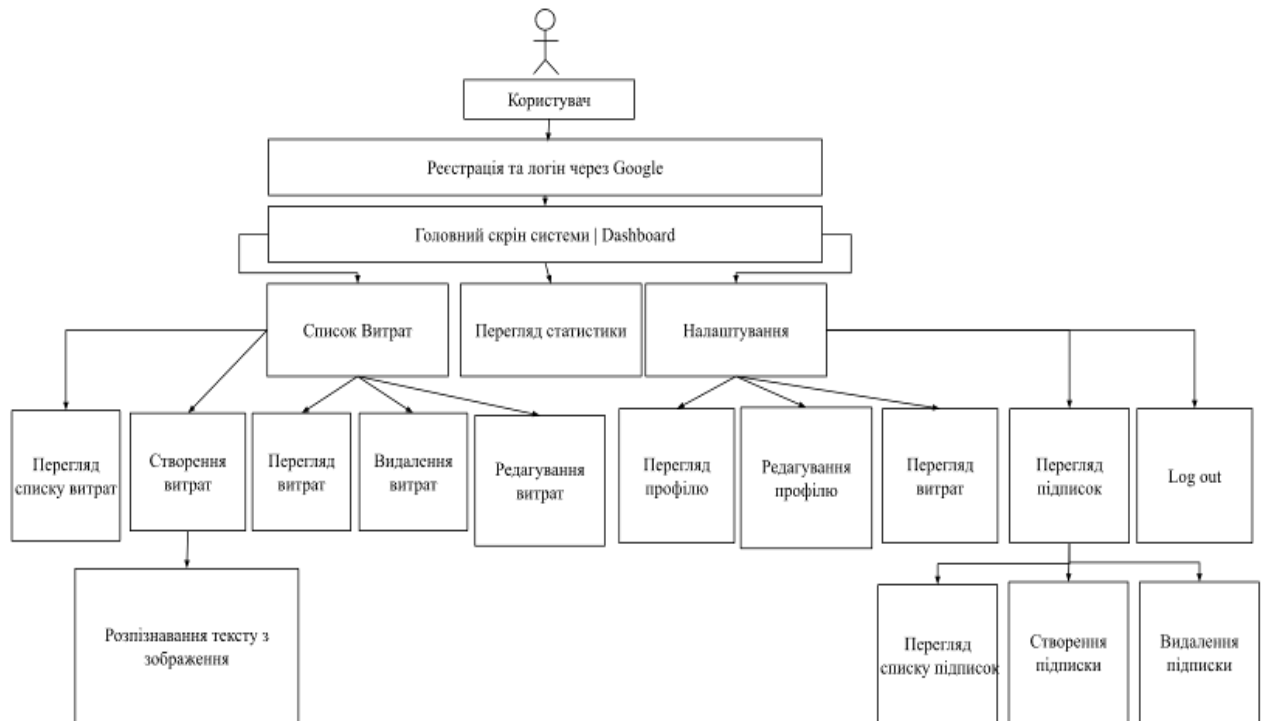 Користувач
Реєстрація та логін через Google
Головний скрін системи | Dashboard
Список Витрат
Перегляд статистики
Налаштування
Перегляд
списку витрат
Створення
витрат
Перегляд
витрат
Видалення
витрат
Редагування
витрат
Перегляд
профілю
Редагування
профілю
Перегляд
витрат
Перегляд
підписок
Log out
Розпізнавання тексту з
зображення
Перегляд
списку підписок
Створення
підписки
Видалення
підписки